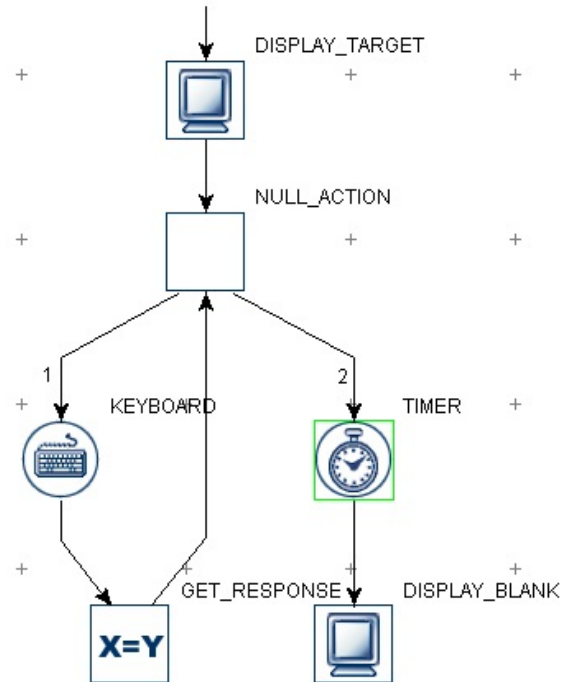 DISPLAY_TARGET
NULL_ACTION
1
2
KEYBOARD
TIMER
GET_RESPONSE
DISPLAY_BLANK
X=Y